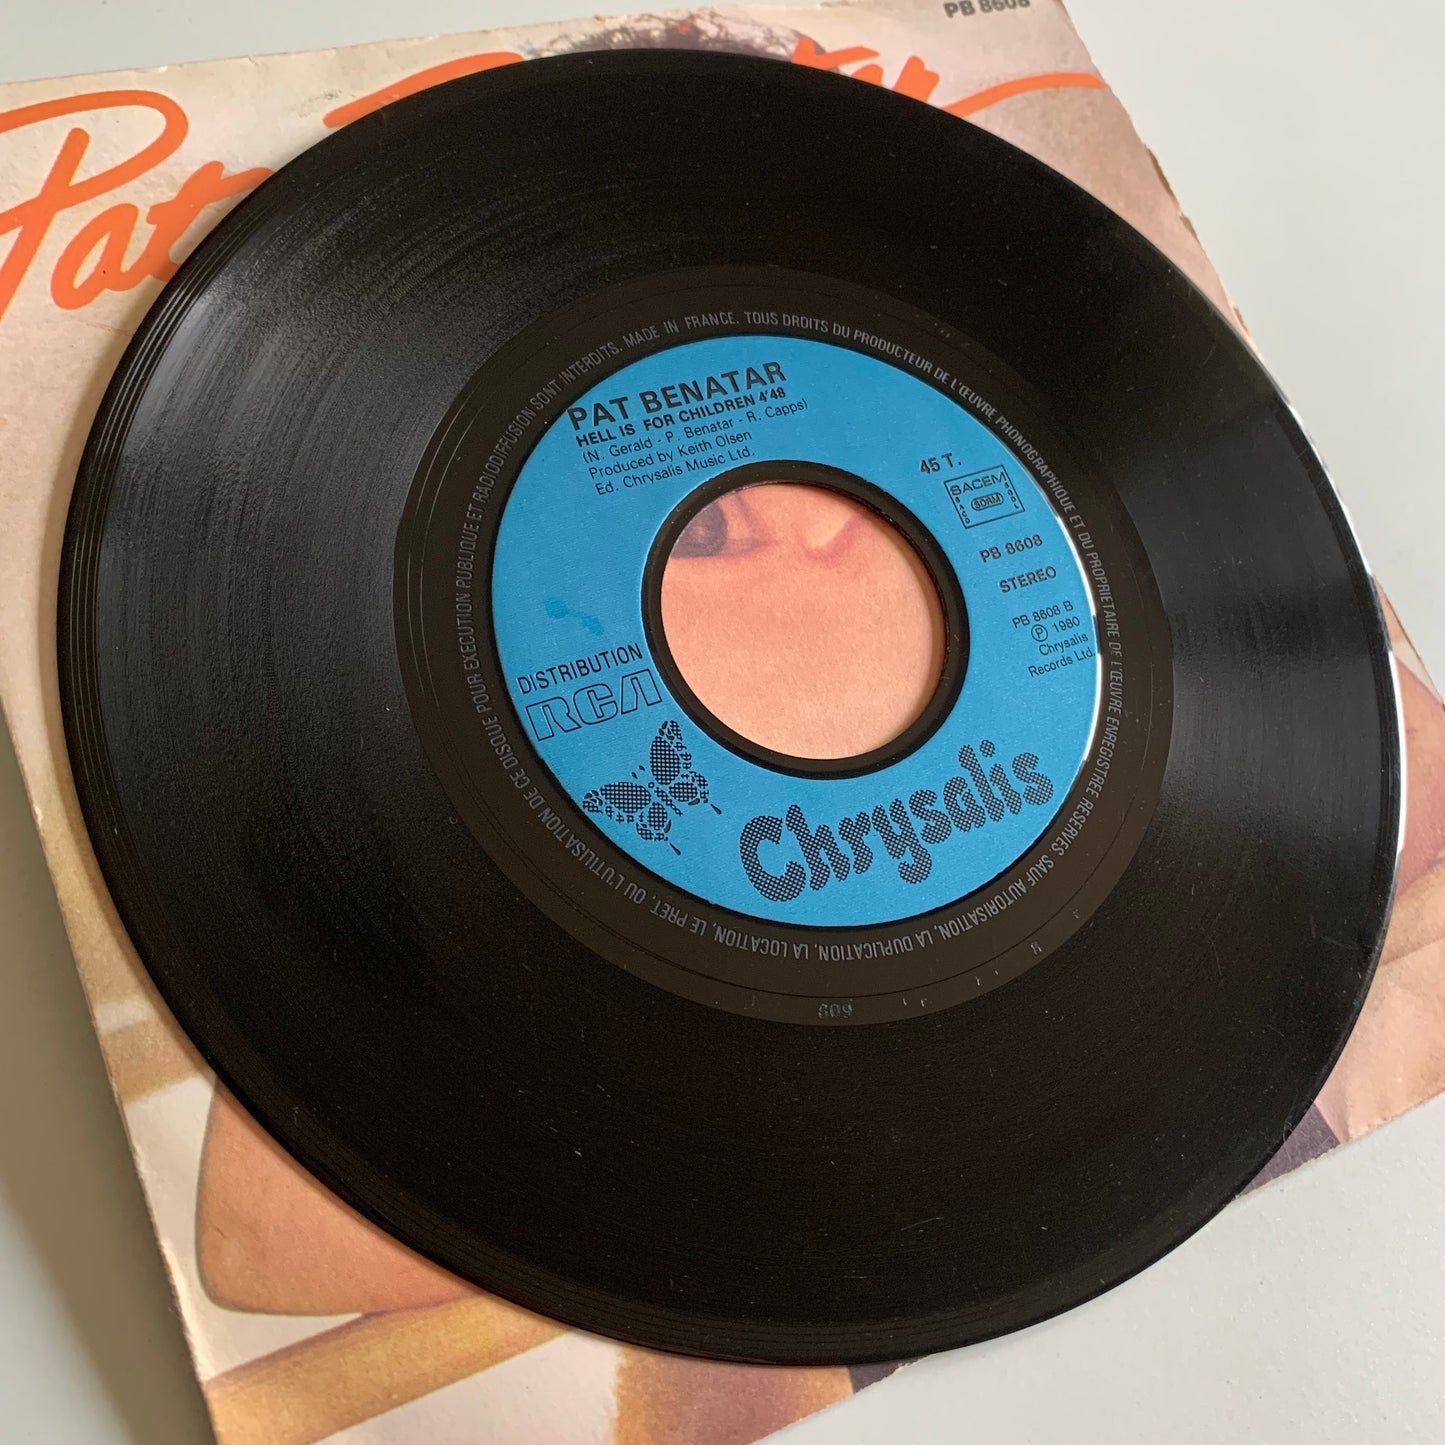 PB 8608
Pat
PAT BENATAR
HELL IS FOR CHILDREN 4'48
(N. Gerald - P. Benatar - R. Capps)
Produced by Keith Olsen
Ed. Chrysalis Music Ltd.
45 T.
SACEM
SDRM
SACD
SGDL
PB 8608
STEREO
PB 8608 B
Ⓟ 1980
Chrysalis
Records Ltd.
DISTRIBUTION
RCA
Chrysalis
MADE IN FRANCE. TOUS DROITS DU PRODUCTEUR DE L'ŒUVRE PHONOGRAPHIQUE ET DU PROPRIETAIRE DE L'ŒUVRE ENREGISTREE RESERVES. SAUF AUTORISATION, LA DUPLICATION, LA LOCATION, LE PRET, OU L'UTILISATION DE CE DISQUE POUR EXECUTION PUBLIQUE ET RADIODIFFUSION SONT INTERDITS.